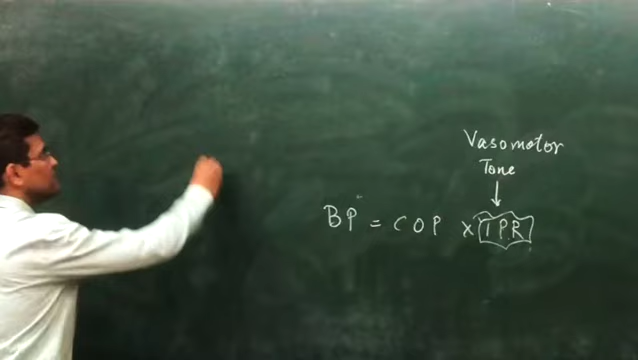 Vasomotor
Tone
BP = COP × TPR